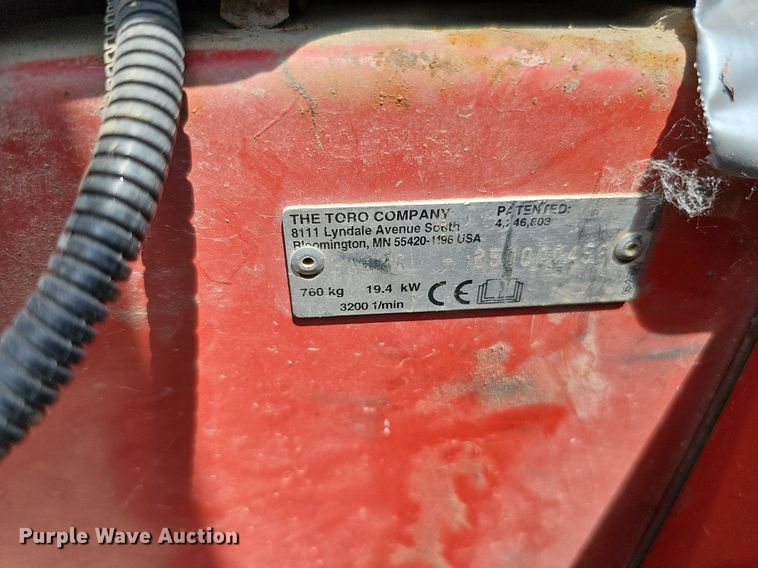 THE TORO COMPANY
8111 Lyndale Avenue South
Bloomington, MN 55420-1196 USA
PATENTED:
760 kg 19.4 kW
3200 1/min
CE
Purple Wave Auction